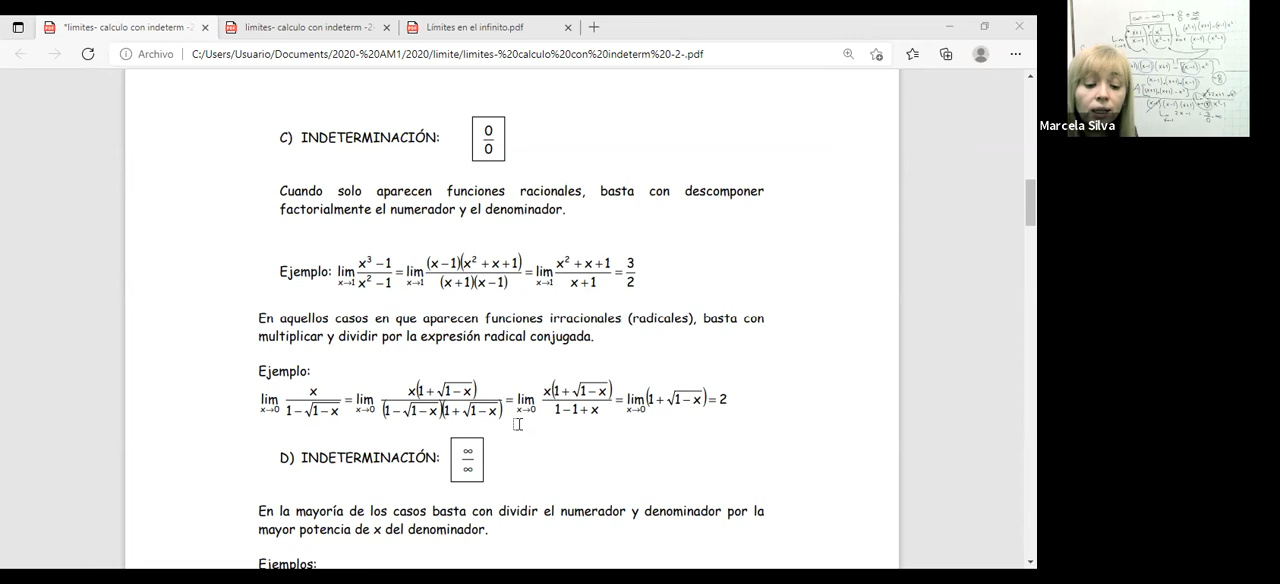 *limites- calculo con indeterm -2
limites- calculo con indeterm -2-
Límites en el infinito.pdf
Archivo
C:/Users/Usuario/Documents/2020-%20AM1/2020/limite/limites-%20calculo%20con%20indeterm%20-2-.pdf
Marcela Silva
C) INDETERMINACIÓN: 0/0
Cuando solo aparecen funciones racionales, basta con descomponer
factorialmente el numerador y el denominador.
Ejemplo: lim x→1 (x³ −1)/(x² −1) = lim x→1 (x −1)(x² + x +1)/(x +1)(x −1) = lim x→1 (x² + x +1)/(x +1) = 3/2
En aquellos casos en que aparecen funciones irracionales (radicales), basta con
multiplicar y dividir por la expresión radical conjugada.
Ejemplo:
lim x→0 x/(1−√(1−x)) = lim x→0 x(1+√(1−x))/(1−√(1−x))(1+√(1−x)) = lim x→0 x(1+√(1−x))/(1−1+x) = lim x→0 (1+√(1−x)) = 2
D) INDETERMINACIÓN: ∞/∞
En la mayoría de los casos basta con dividir el numerador y denominador por la
mayor potencia de x del denominador.
Ejemplos: